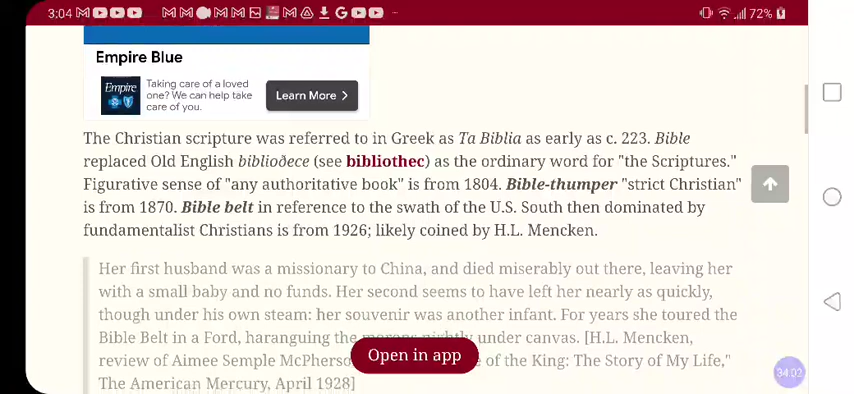 3:04
72%
Empire Blue
Empire
Taking care of a loved
one? We can help take
care of you.
Learn More >
The Christian scripture was referred to in Greek as Ta Biblia as early as c. 223. Bible
replaced Old English biblioðece (see bibliothec) as the ordinary word for "the Scriptures."
Figurative sense of "any authoritative book" is from 1804. Bible-thumper "strict Christian"
is from 1870. Bible belt in reference to the swath of the U.S. South then dominated by
fundamentalist Christians is from 1926; likely coined by H.L. Mencken.
Her first husband was a missionary to China, and died miserably out there, leaving her
with a small baby and no funds. Her second seems to have left her nearly as quickly,
though under his own steam: her souvenir was another infant. For years she toured the
Bible Belt in a Ford, haranguing the morons nightly under canvas. [H.L. Mencken,
review of Aimee Semple McPherso of the King: The Story of My Life,"
Open in app
The American Mercury, April 1928]
34:02